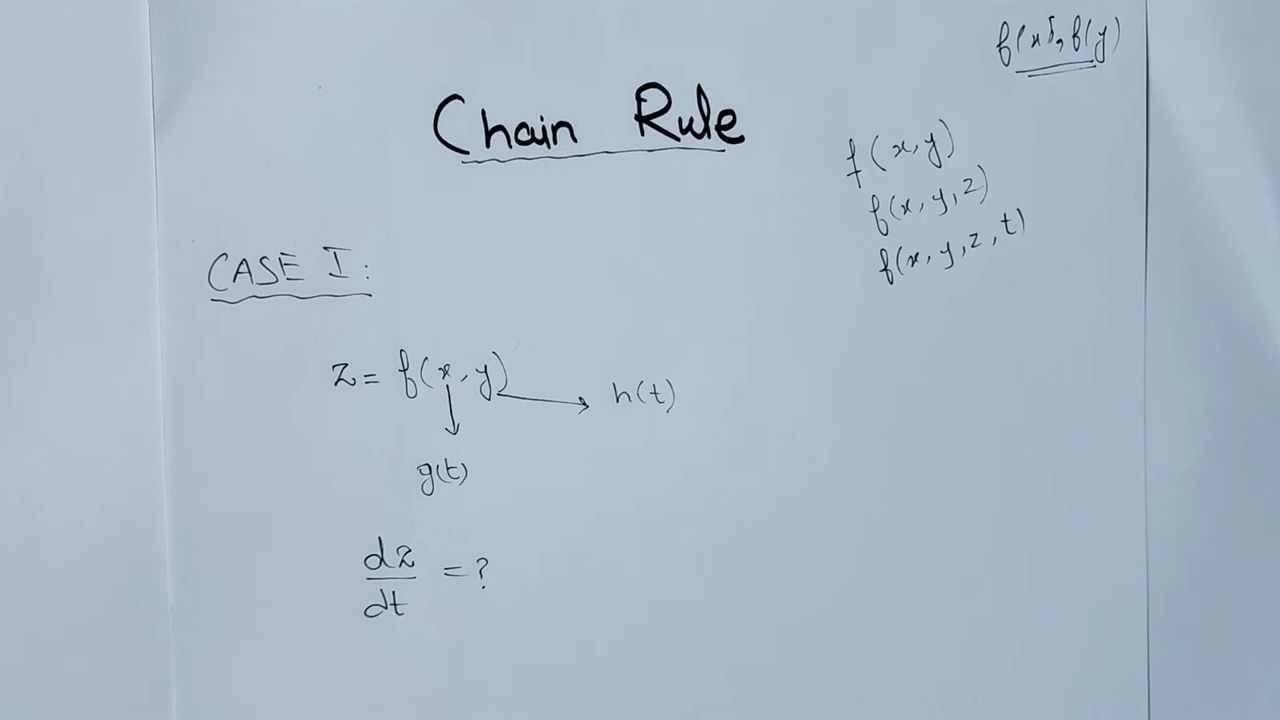 f(x), f(y)
Chain Rule
f(x, y)
f(x, y, z)
f(x, y, z, t)
CASE I:
z = f(x, y) → h(t)
↓
g(t)
dz/dt = ?